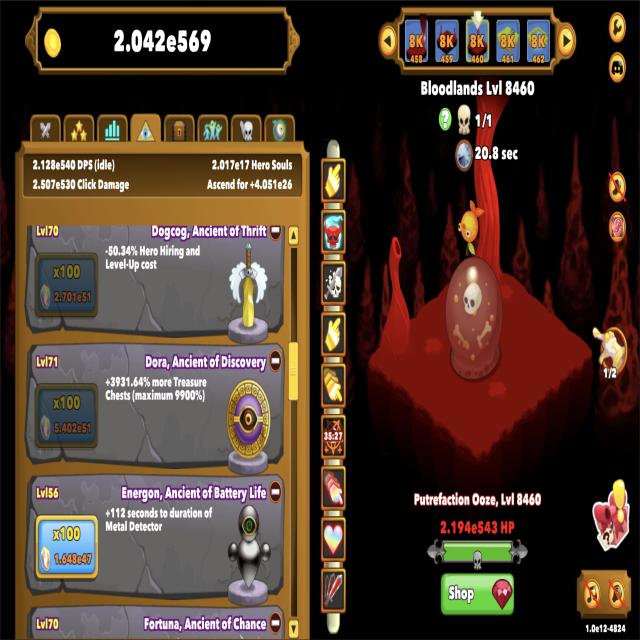 2.042e569
2.128e540 DPS (idle)
2.017e17 Hero Souls
2.507e530 Click Damage
Ascend for +4.051e26
Lvl70
Dogcog, Ancient of Thrift
-50.34% Hero Hiring and
Level-Up cost
x100
2.701e51
Lvl71
Dora, Ancient of Discovery
+3931.64% more Treasure
Chests (maximum 9900%)
x100
5.402e51
Lvl56
Energon, Ancient of Battery Life
+112 seconds to duration of
Metal Detector
x100
1.648e47
Lvl70
Fortuna, Ancient of Chance
35:27
8K
458
8K
459
8K
460
8K
461
8K
462
Bloodlands Lvl 8460
?
1/1
20.8 sec
1/2
Putrefaction Ooze, Lvl 8460
2.194e543 HP
Shop
?
1.0e12-4824